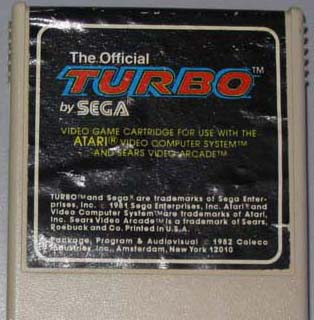 The Official
TURBO™
by SEGA®
VIDEO GAME CARTRIDGE FOR USE WITH THE
ATARI® VIDEO COMPUTER SYSTEM™
AND SEARS VIDEO ARCADE™
TURBO™ and Sega® are trademarks of Sega Enter-
prises, Inc. © 1981 Sega Enterprises, Inc. Atari® and
Video Computer System™ are trademarks of Atari,
Inc. Sears Video Arcade™ is a trademark of Sears,
Roebuck and Co. Printed in U.S.A.
Package, Program & Audiovisual © 1982 Coleco
Industries, Inc., Amsterdam, New York 12010